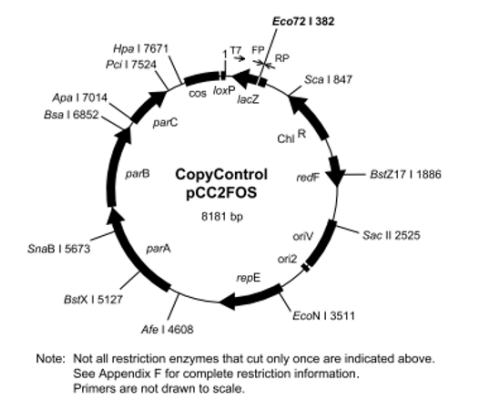 Eco72 I 382
Hpa I 7671
1
T7
FP
RP
Pci I 7524
cos
loxP
lacZ
Sca I 847
Apa I 7014
Bsa I 6852
parC
Chl R
parB
CopyControl
pCC2FOS
8181 bp
redF
BstZ17 I 1886
oriV
Sac II 2525
SnaB I 5673
parA
ori2
repE
BstX I 5127
EcoN I 3511
Afe I 4608
Note: Not all restriction enzymes that cut only once are indicated above.
See Appendix F for complete restriction information.
Primers are not drawn to scale.